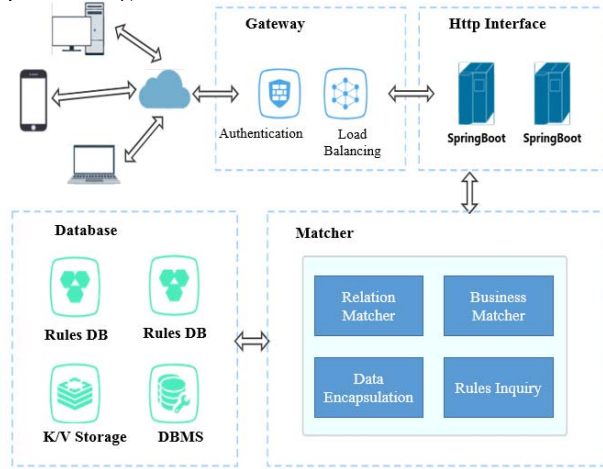 Gateway
Http Interface
Authentication
Load
Balancing
SpringBoot
SpringBoot
Database
Matcher
Rules DB
Rules DB
Relation
Matcher
Business
Matcher
K/V Storage
DBMS
Data
Encapsulation
Rules Inquiry